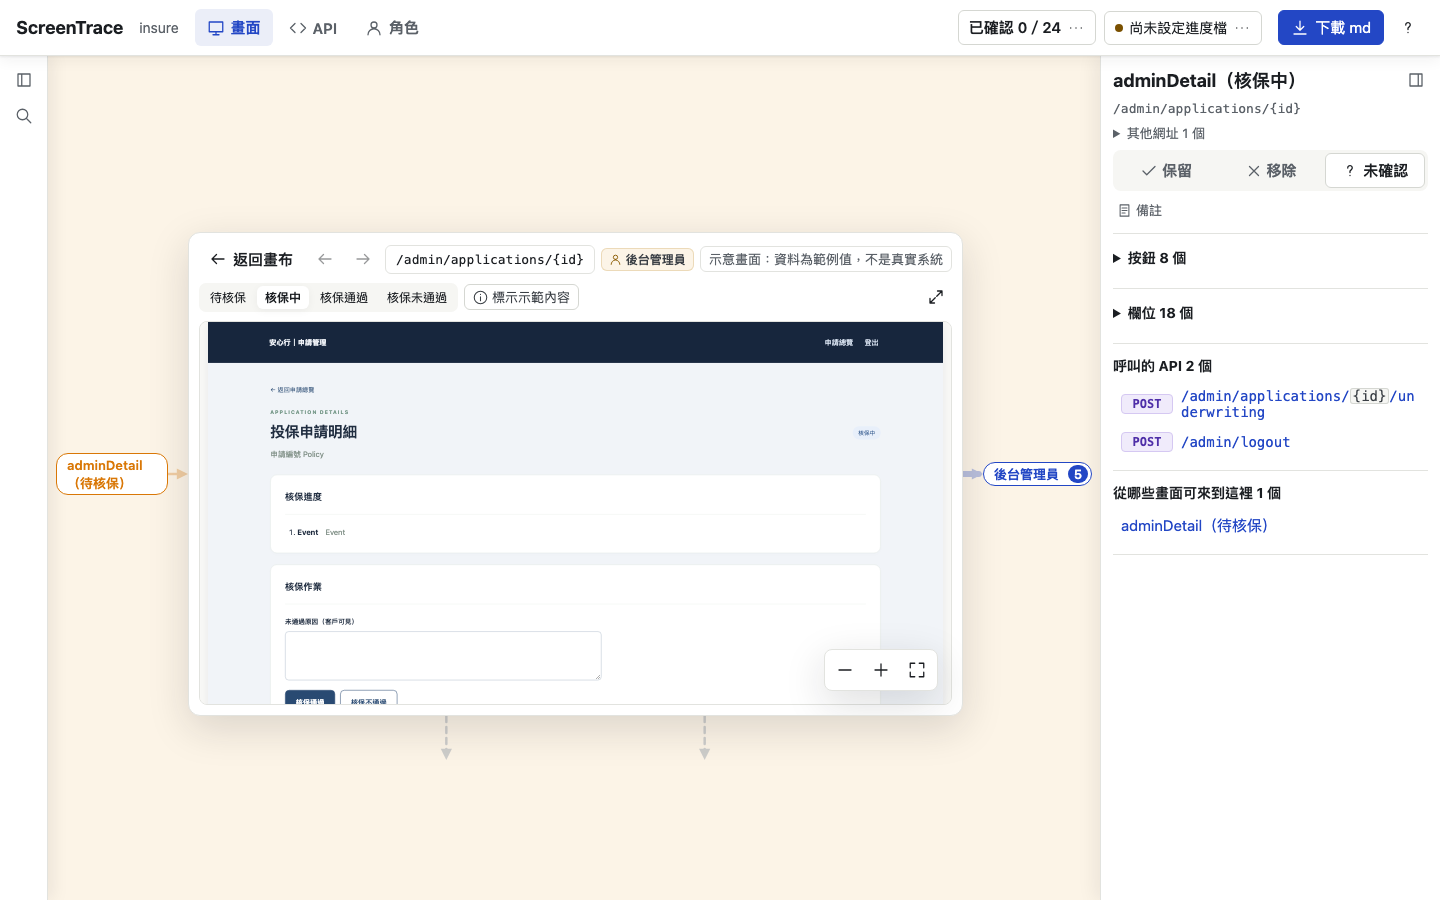 ScreenTrace insure 畫面 API 角色 已確認 0 / 24 ··· 尚未設定進度檔 ··· 下載 md ?
adminDetail（核保中）
/admin/applications/{id}
其他網址 1 個
保留 移除 ? 未確認
備註
按鈕 8 個
欄位 18 個
呼叫的 API 2 個
POST /admin/applications/{id}/un
derwriting
POST /admin/logout
從哪些畫面可來到這裡 1 個
adminDetail（待核保）
返回畫布 /admin/applications/{id} 後台管理員 示意畫面：資料為範例值，不是真實系統
待核保 核保中 核保通過 核保未通過 標示示範內容
安心行 | 申請管理 申請總覽 登出
← 返回申請總覽
APPLICATION DETAILS
投保申請明細 核保中
申請編號 Policy
核保進度
1. Event Event
核保作業
未通過原因（客戶可見）
核保通過 核保不通過
adminDetail
（待核保）
後台管理員 5